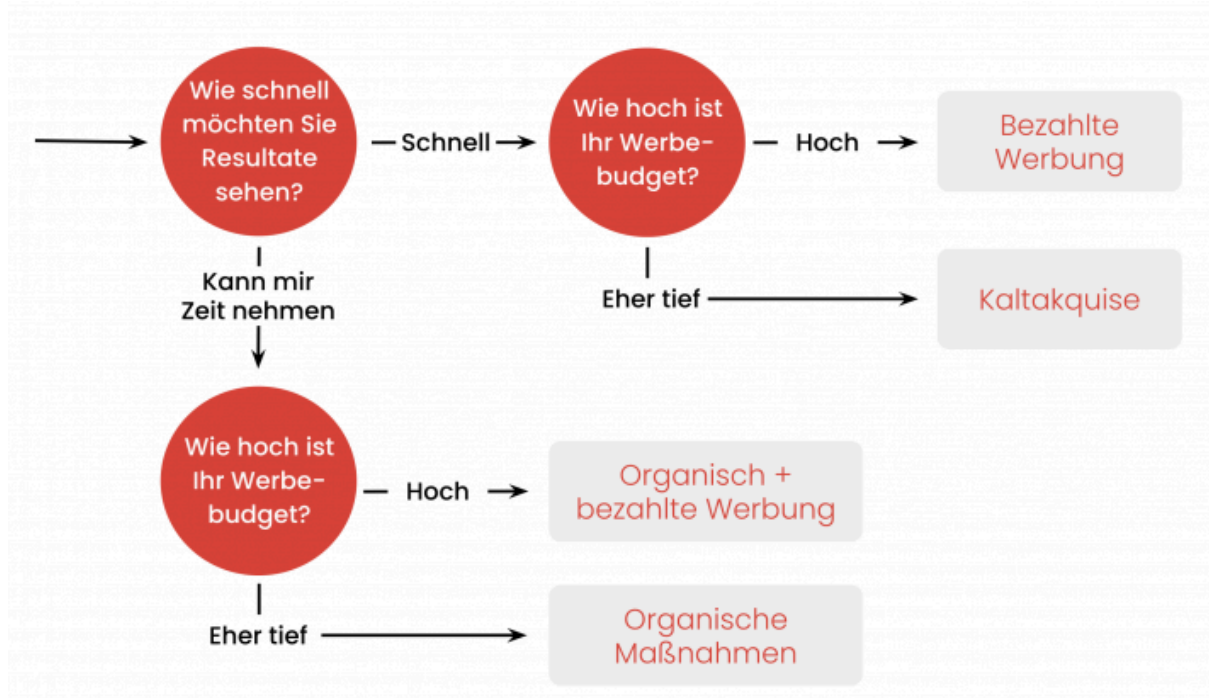 Wie schnell
möchten Sie
Resultate
sehen?
Schnell
Wie hoch ist
Ihr Werbe-
budget?
Hoch
Bezahlte
Werbung
Eher tief
Kaltakquise
Kann mir
Zeit nehmen
Wie hoch ist
Ihr Werbe-
budget?
Hoch
Organisch +
bezahlte Werbung
Eher tief
Organische
Maßnahmen